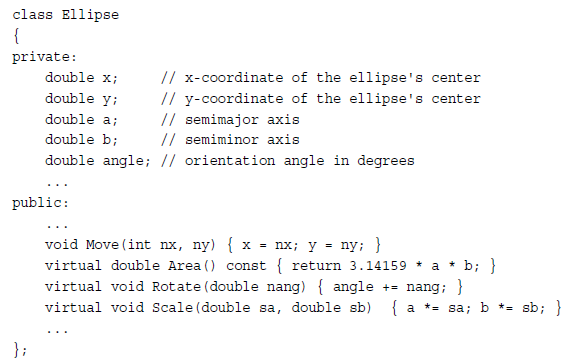 class Ellipse
{
private:
    double x;     // x-coordinate of the ellipse's center
    double y;     // y-coordinate of the ellipse's center
    double a;     // semimajor axis
    double b;     // semiminor axis
    double angle; // orientation angle in degrees
    ...
public:
    ...
    void Move(int nx, ny) { x = nx; y = ny; }
    virtual double Area() const { return 3.14159 * a * b; }
    virtual void Rotate(double nang) { angle += nang; }
    virtual void Scale(double sa, double sb)  { a *= sa; b *= sb; }
    ...
};